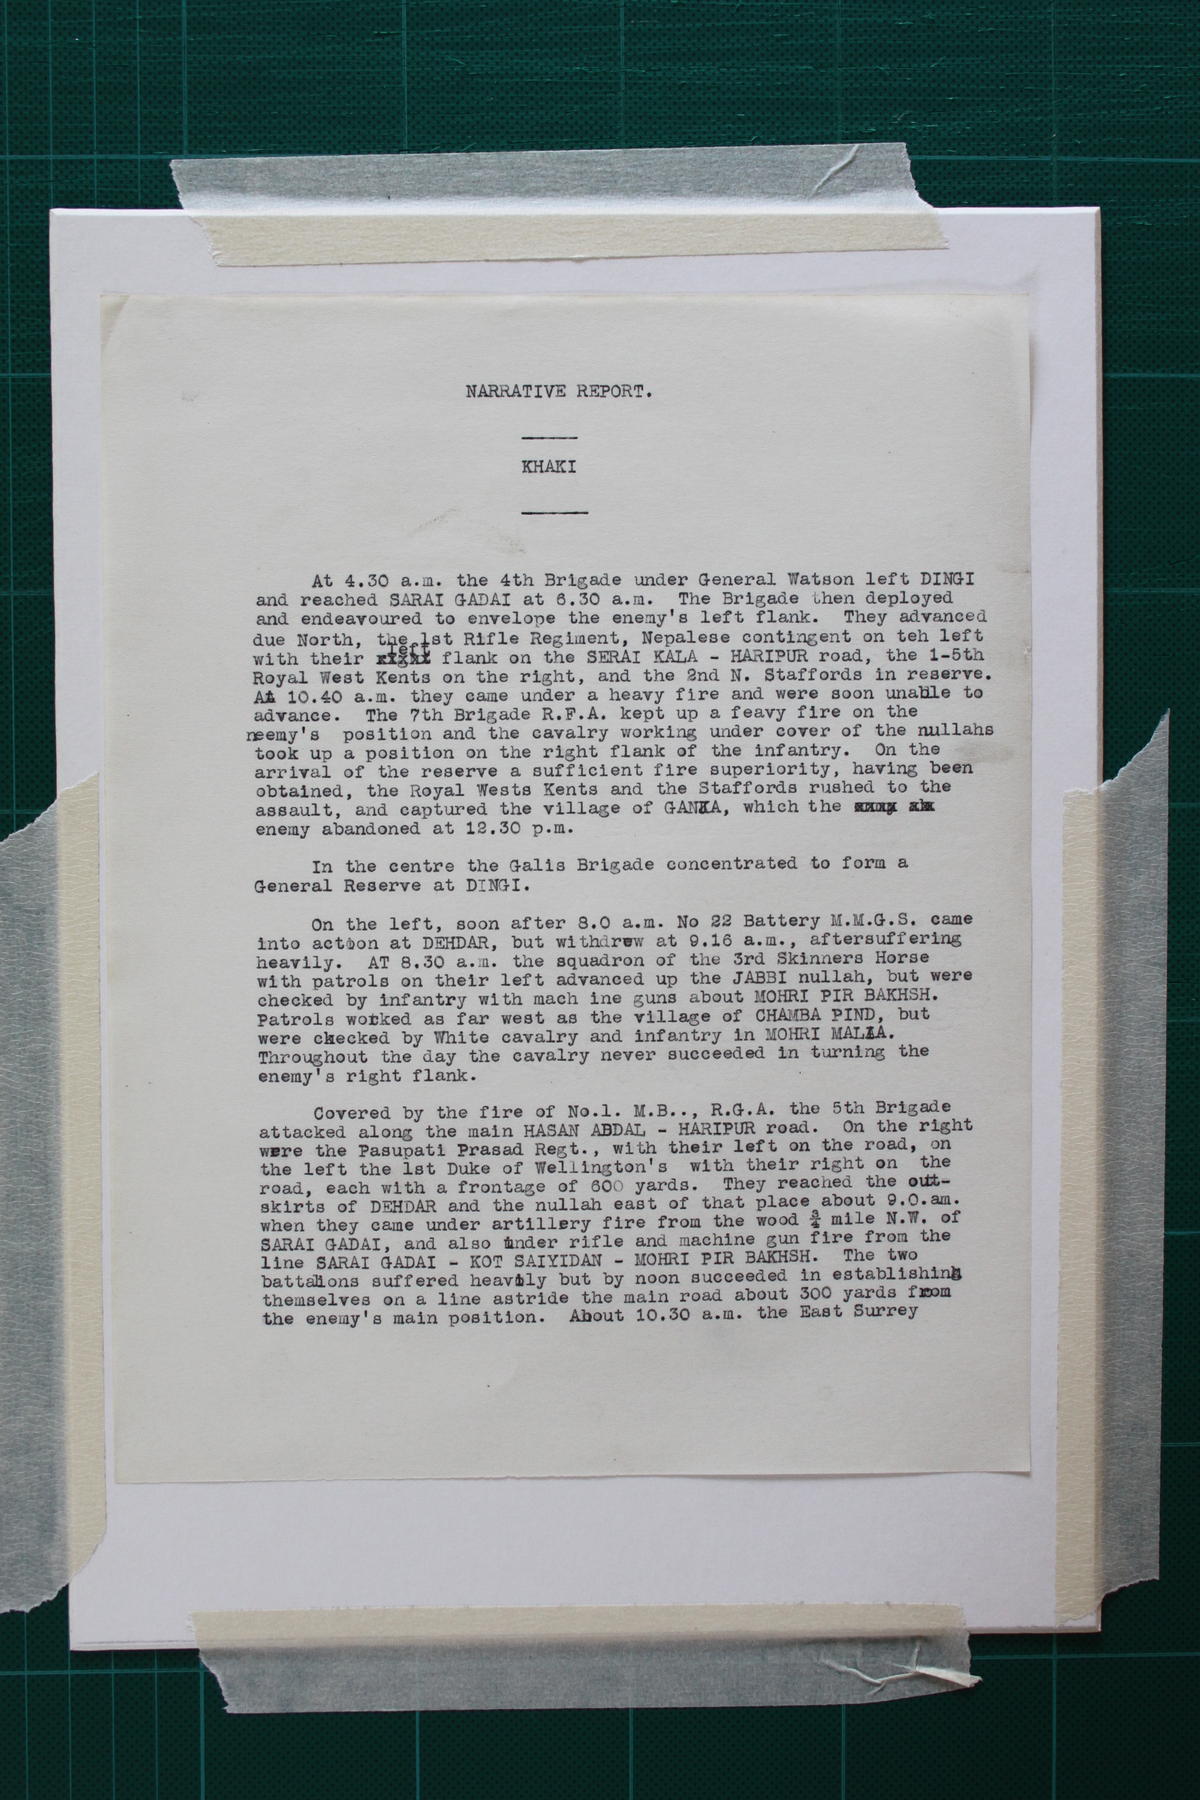 NARRATIVE REPORT.
KHAKI
At 4.30 a.m. the 4th Brigade under General Watson left DINGI
and reached SARAI GADAI at 6.30 a.m. The Brigade then deployed
and endeavoured to envelope the enemy's left flank. They advanced
due North, the 1st Rifle Regiment, Nepalese contingent on teh left
with their left flank on the SERAI KALA - HARIPUR road, the 1-5th
Royal West Kents on the right, and the 2nd N. Staffords in reserve.
At 10.40 a.m. they came under a heavy fire and were soon unable to
advance. The 7th Brigade R.F.A. kept up a feavy fire on the
neemy's position and the cavalry working under cover of the nullahs
took up a position on the right flank of the infantry. On the
arrival of the reserve a sufficient fire superiority, having been
obtained, the Royal Wests Kents and the Staffords rushed to the
assault, and captured the village of , which the
enemy abandoned at 12.30 p.m.
In the centre the Galis Brigade concentrated to form a
General Reserve at DINGI.
On the left, soon after 8.0 a.m. No 22 Battery M.M.G.S. came
into action at DEHDAR, but withdrew at 9.16 a.m., aftersuffering
heavily. AT 8.30 a.m. the squadron of the 3rd Skinners Horse
with patrols on their left advanced up the JABBI nullah, but were
checked by infantry with mach ine guns about MOHRI PIR BAKHSH.
Patrols worked as far west as the village of CHAMBA PIND, but
were checked by White cavalry and infantry in MOHRI
Throughout the day the cavalry never succeeded in turning the
enemy's right flank.
Covered by the fire of No.1. M.B.., R.G.A. the 5th Brigade
attacked along the main HASAN ABDAL - HARIPUR road. On the right
were the Pasupati Prasad Regt., with their left on the road, on
the left the 1st Duke of Wellington's with their right on the
road, each with a frontage of 600 yards. They reached the out-
skirts of DEHDAR and the nullah east of that place about 9.0.am.
when they came under artillery fire from the wood ¾ mile N.W. of
SARAI GADAI, and also under rifle and machine gun fire from the
line SARAI GADAI - KOT SAIYIDAN - MOHRI PIR BAKHSH. The two
battalions suffered heavily but by noon succeeded in establishing
themselves on a line astride the main road about 300 yards from
the enemy's main position. About 10.30 a.m. the East Surrey